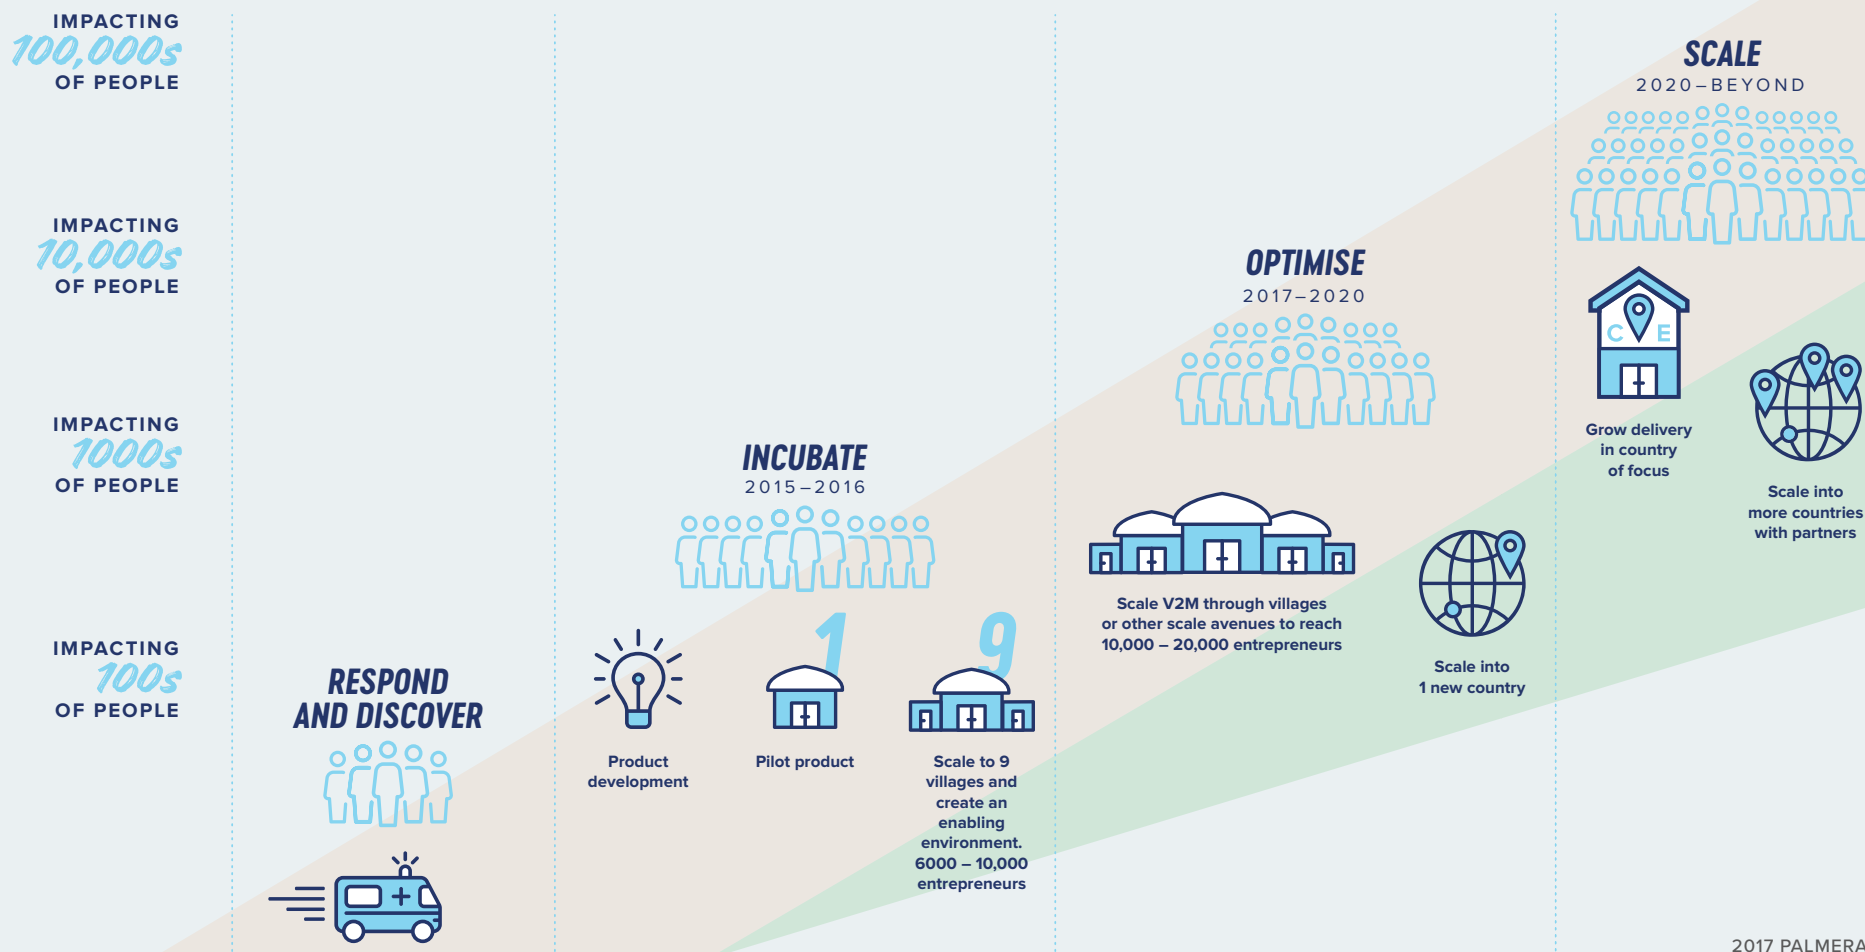 IMPACTING
100,000s
OF PEOPLE
IMPACTING
10,000s
OF PEOPLE
IMPACTING
1000s
OF PEOPLE
IMPACTING
100s
OF PEOPLE
RESPOND
AND DISCOVER
INCUBATE
2015–2016
1
9
Product
development
Pilot product
Scale to 9
villages and
create an
enabling
environment.
6000 – 10,000
entrepreneurs
OPTIMISE
2017–2020
Scale V2M through villages
or other scale avenues to reach
10,000 – 20,000 entrepreneurs
Scale into
1 new country
SCALE
2020–BEYOND
C E
Grow delivery
in country
of focus
Scale into
more countries
with partners
2017 PALMERA